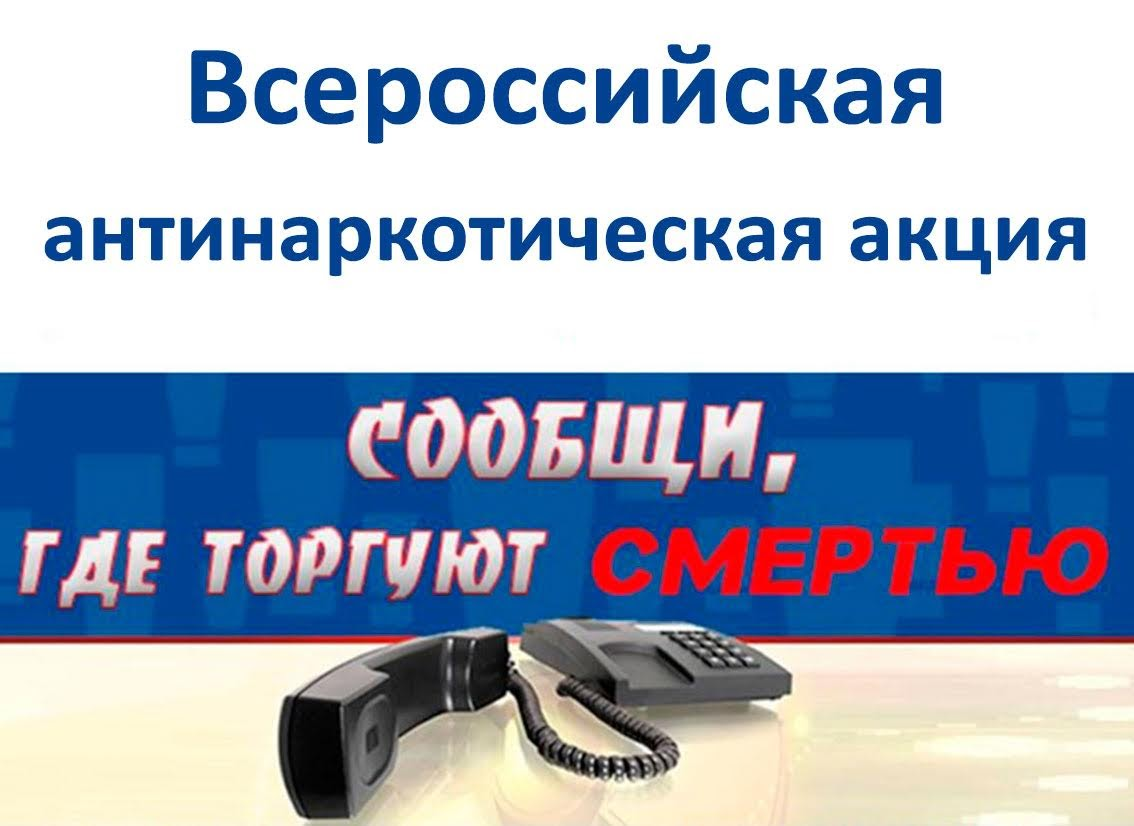 Всероссийская
антинаркотическая акция
СООБЩИ,
ГДЕ ТОРГУЮТ СМЕРТЬЮ